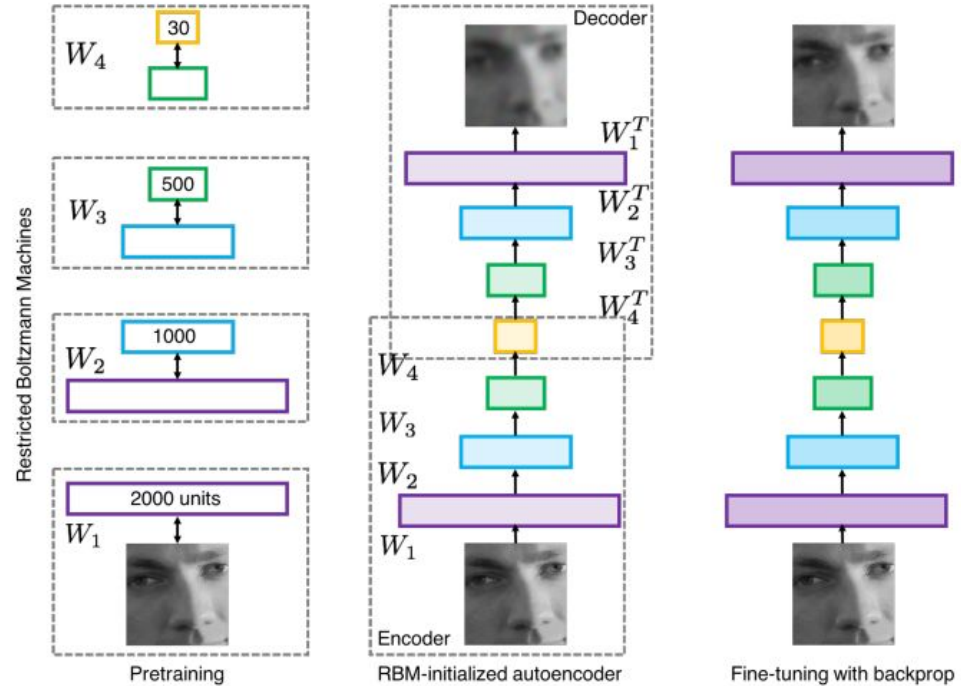 Restricted Boltzmann Machines
30
W₄
500
W₃
1000
W₂
2000 units
W₁
Pretraining
Decoder
W₁ᵀ
W₂ᵀ
W₃ᵀ
W₄ᵀ
W₄
W₃
W₂
W₁
Encoder
RBM-initialized autoencoder
Fine-tuning with backprop